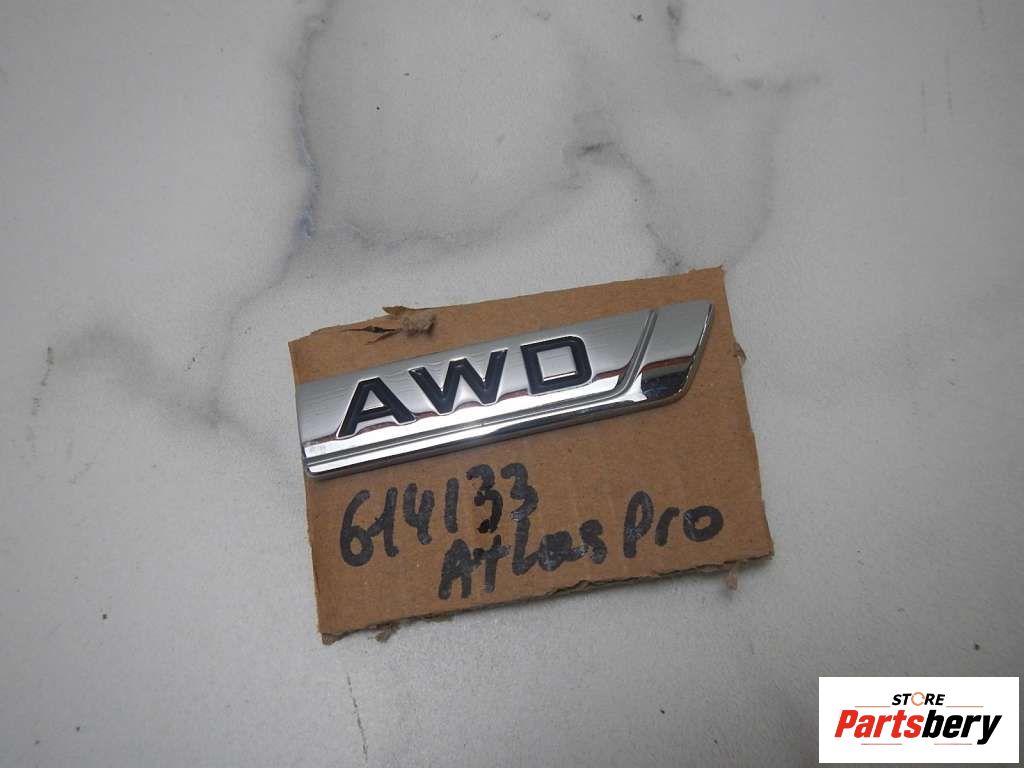 AWD
614133
Atlas Pro
STORE
Partsbery